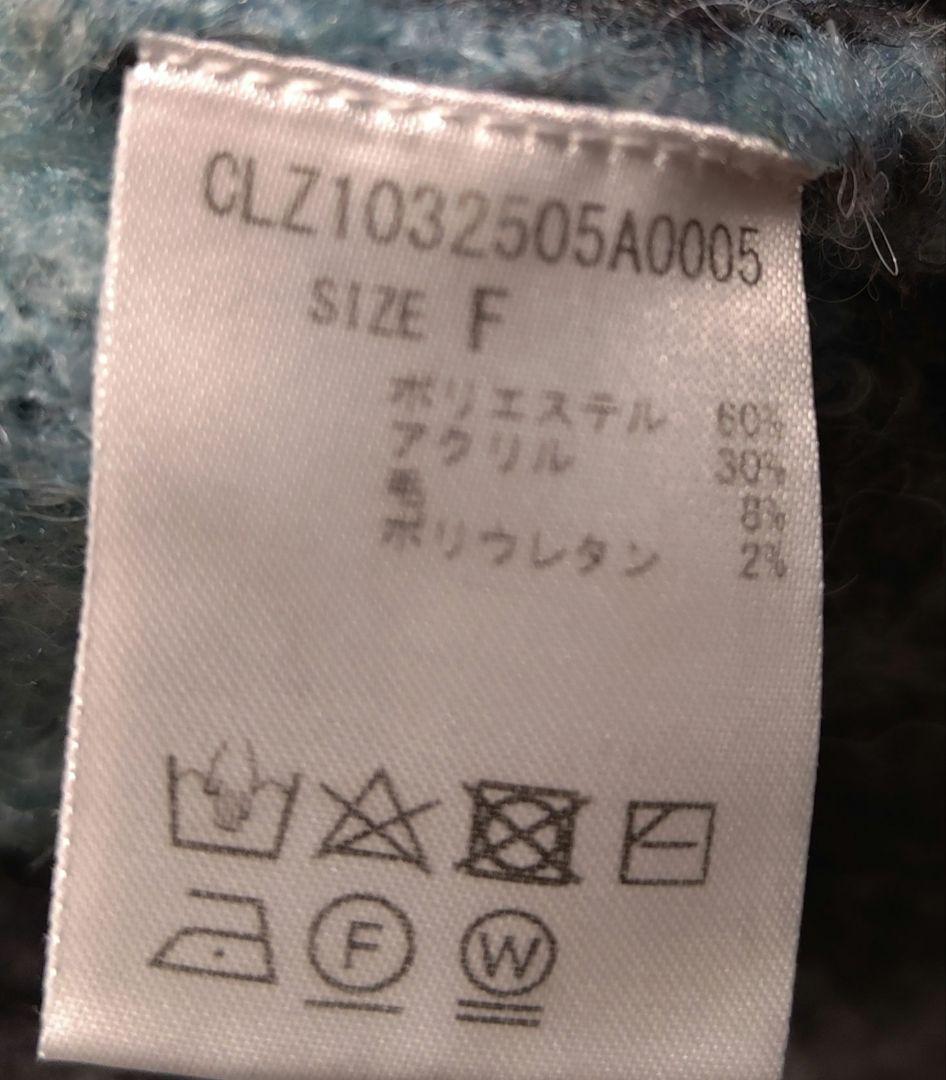 CLZ1032505A0005
SIZE F
ポリエステル 60%
アクリル 30%
毛 8%
ポリウレタン 2%
F
W